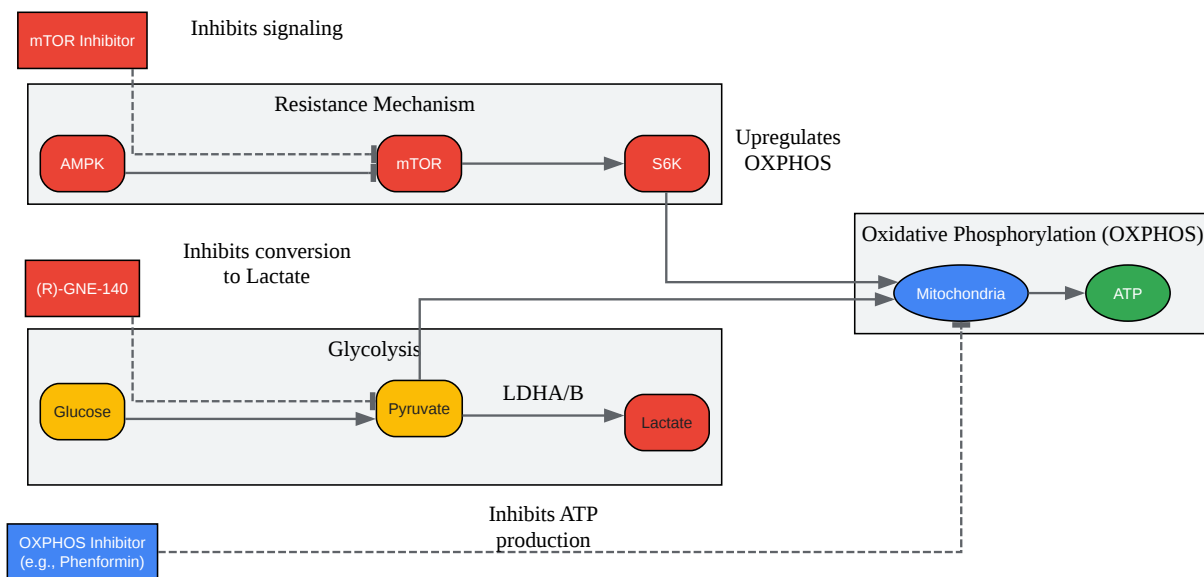 mTOR Inhibitor
Inhibits signaling
Resistance Mechanism
AMPK
mTOR
S6K
Upregulates
OXPHOS
Oxidative Phosphorylation (OXPHOS)
Mitochondria
ATP
Inhibits conversion
to Lactate
(R)-GNE-140
Glycolysis
Glucose
Pyruvate
LDHA/B
Lactate
Inhibits ATP
production
OXPHOS Inhibitor
(e.g., Phenformin)